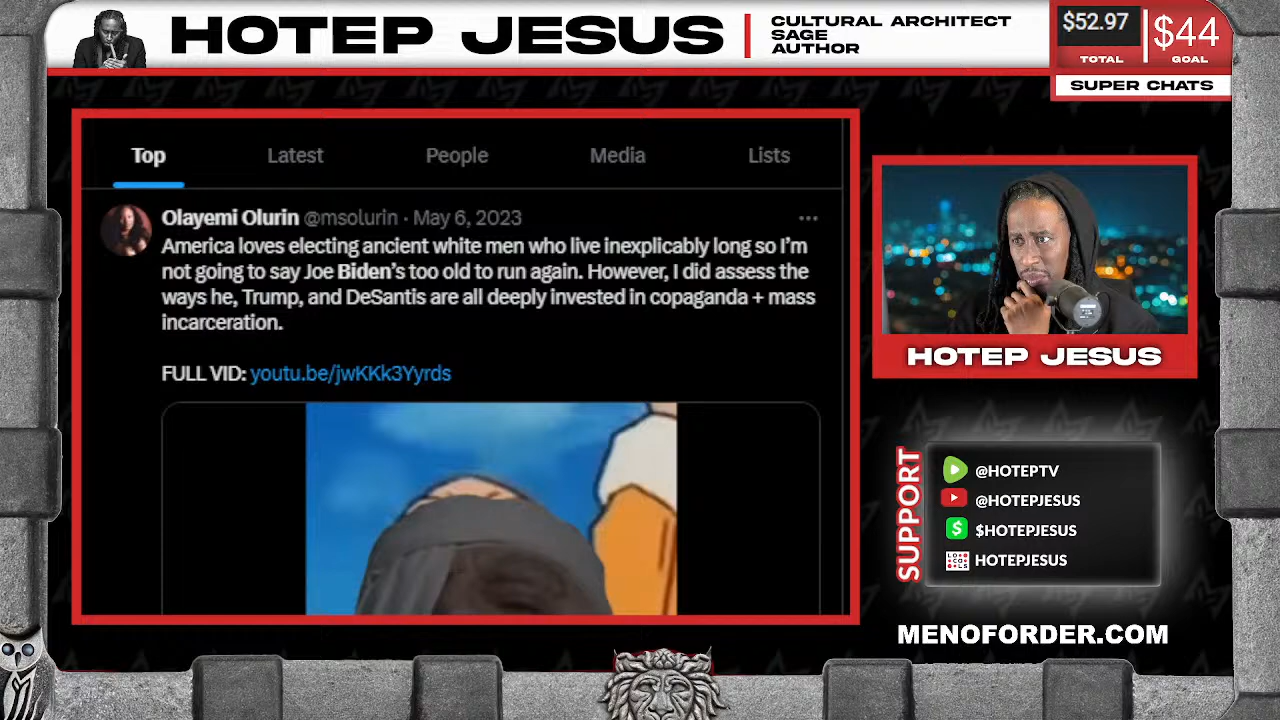 HOTEP JESUS
CULTURAL ARCHITECT
SAGE
AUTHOR
$52.97
TOTAL
$44
GOAL
SUPER CHATS
Top
Latest
People
Media
Lists
Olayemi Olurin @msolurin · May 6, 2023
America loves electing ancient white men who live inexplicably long so I'm
not going to say Joe Biden's too old to run again. However, I did assess the
ways he, Trump, and DeSantis are all deeply invested in copaganda + mass
incarceration.
FULL VID: youtu.be/jwKKk3Yyrds
HOTEP JESUS
SUPPORT
@HOTEPTV
@HOTEPJESUS
$HOTEPJESUS
LOCALS HOTEPJESUS
MENOFORDER.COM